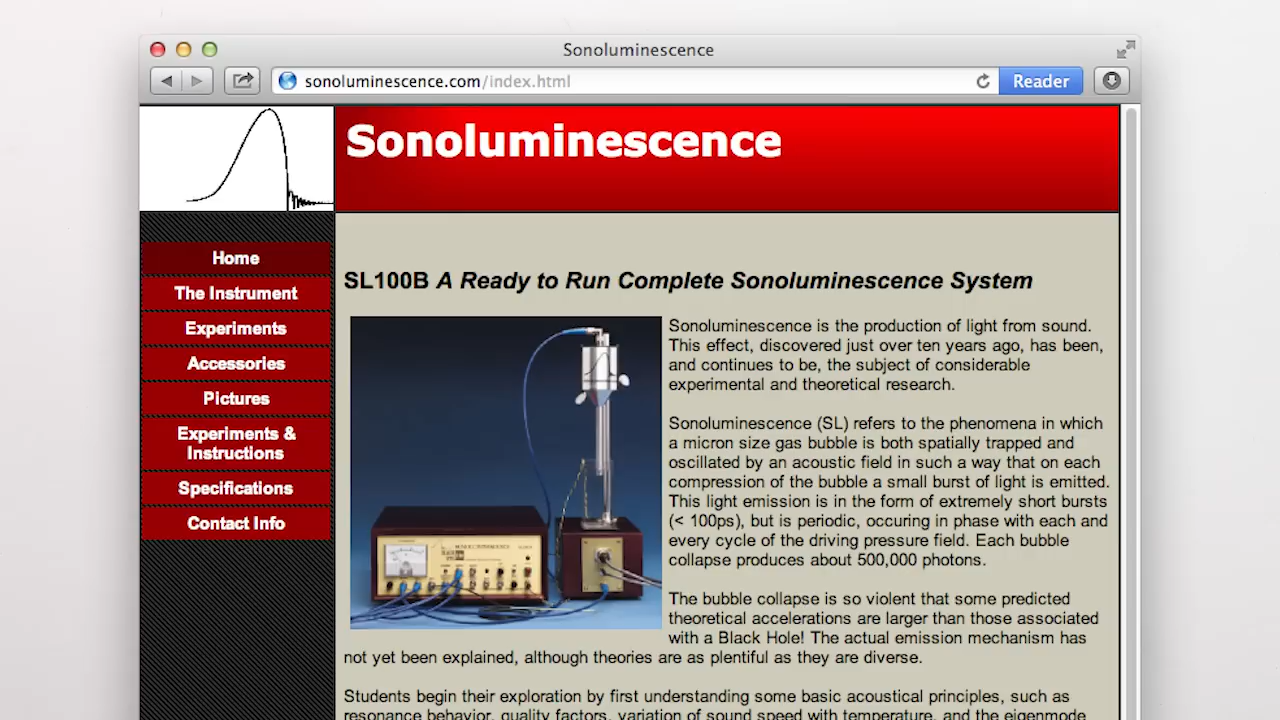 Sonoluminescence
sonoluminescence.com/index.html
Reader
Sonoluminescence
Home
The Instrument
Experiments
Accessories
Pictures
Experiments &
Instructions
Specifications
Contact Info
SL100B A Ready to Run Complete Sonoluminescence System
Sonoluminescence is the production of light from sound.
This effect, discovered just over ten years ago, has been,
and continues to be, the subject of considerable
experimental and theoretical research.
Sonoluminescence (SL) refers to the phenomena in which
a micron size gas bubble is both spatially trapped and
oscillated by an acoustic field in such a way that on each
compression of the bubble a small burst of light is emitted.
This light emission is in the form of extremely short bursts
(< 100ps), but is periodic, occuring in phase with each and
every cycle of the driving pressure field. Each bubble
collapse produces about 500,000 photons.
The bubble collapse is so violent that some predicted
theoretical accelerations are larger than those associated
with a Black Hole! The actual emission mechanism has
not yet been explained, although theories are as plentiful as they are diverse.
Students begin their exploration by first understanding some basic acoustical principles, such as
resonance behavior, quality factors, variation of sound speed with temperature, and the eigenmode